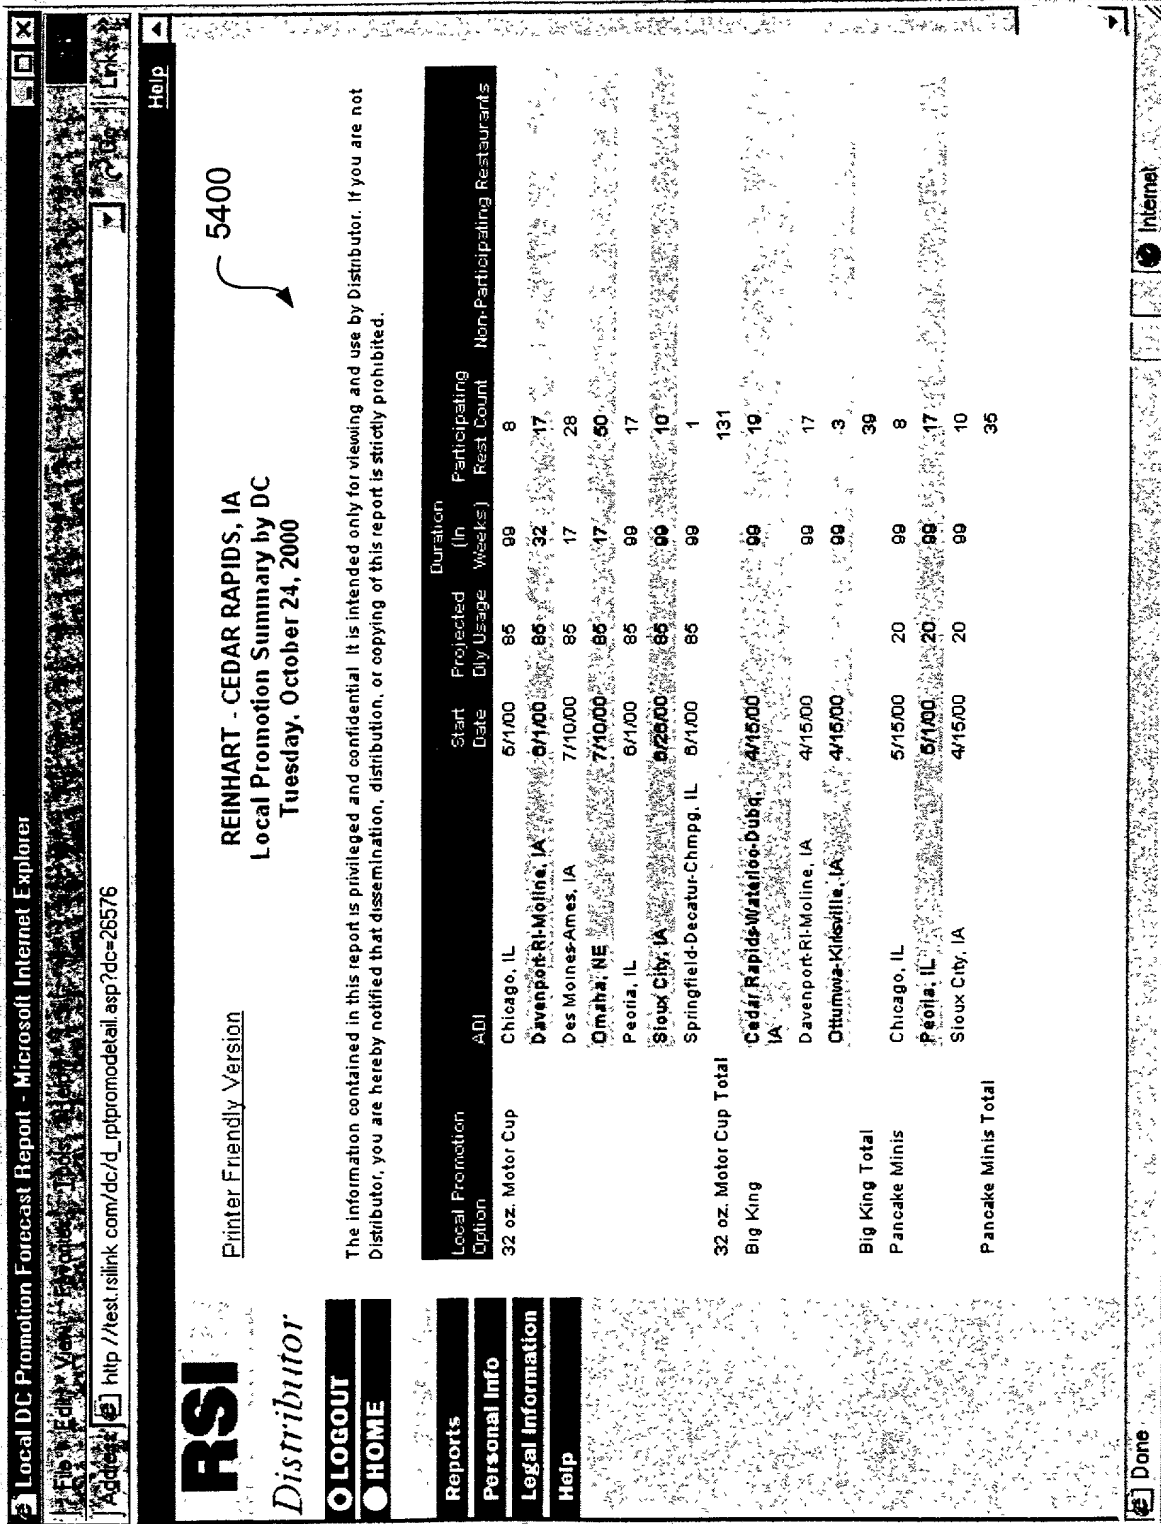 Local DC Promotion Forecast Report - Microsoft Internet Explorer
File Edit View Favorites Tools Help
Address http //test.rsilink com/dc/d_rptpromodetail.asp?dc=26576 Go Links »
Help
RSI
Distributor
LOGOUT
HOME
Reports
Personal Info
Legal Information
Help
Printer Friendly Version
REINHART - CEDAR RAPIDS, IA
Local Promotion Summary by DC
Tuesday, October 24, 2000
5400
The information contained in this report is privileged and confidential It is intended only for viewing and use by Distributor. If you are not
Distributor, you are hereby notified that dissemination, distribution, or copying of this report is strictly prohibited.
Local Promotion Option ADI Start Date Projected Dly Usage Duration (In Weeks) Participating Rest Count Non-Participating Restaurants
32 oz. Motor Cup Chicago, IL 5/1/00 85 99 8
Davenport-RI-Moline, IA 6/1/00 85 32 17
Des Moines-Ames, IA 7/10/00 85 17 28
Omaha, NE 7/10/00 85 17 50
Peoria, IL 6/1/00 85 99 17
Sioux City, IA 6/26/00 85 99 10
Springfield-Decatur-Chmpg, IL 6/1/00 85 99 1
32 oz. Motor Cup Total 131
Big King Cedar Rapids-Waterloo-Dubq, IA 4/15/00 99 19
Davenport-RI-Moline, IA 4/15/00 99 17
Ottumwa-Kirksville, IA 4/15/00 99 3
Big King Total 39
Pancake Minis Chicago, IL 5/15/00 20 99 8
Peoria, IL 5/1/00 20 99 17
Sioux City, IA 4/15/00 20 99 10
Pancake Minis Total 35
Done Internet